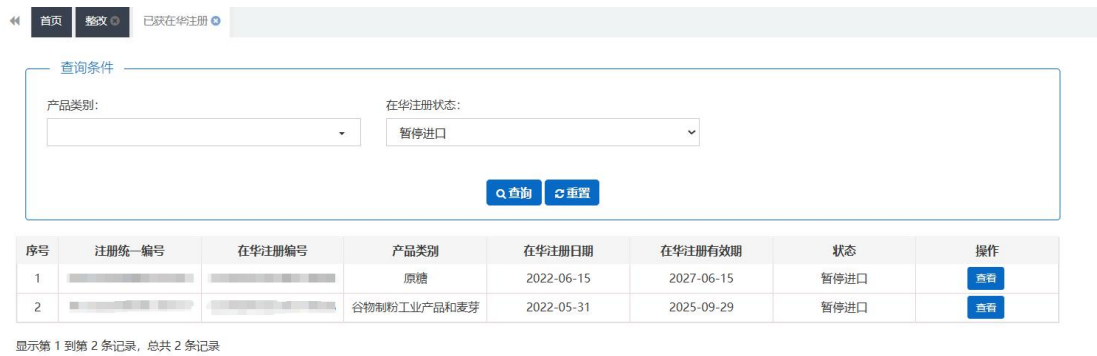 首页 整改 已获在华注册
查询条件
产品类别： 在华注册状态：
暂停进口
查询 重置
序号 注册统一编号 在华注册编号 产品类别 在华注册日期 在华注册有效期 状态 操作
1 原糖 2022-06-15 2027-06-15 暂停进口 查看
2 谷物制粉工业产品和麦芽 2022-05-31 2025-09-29 暂停进口 查看
显示第 1 到第 2 条记录，总共 2 条记录